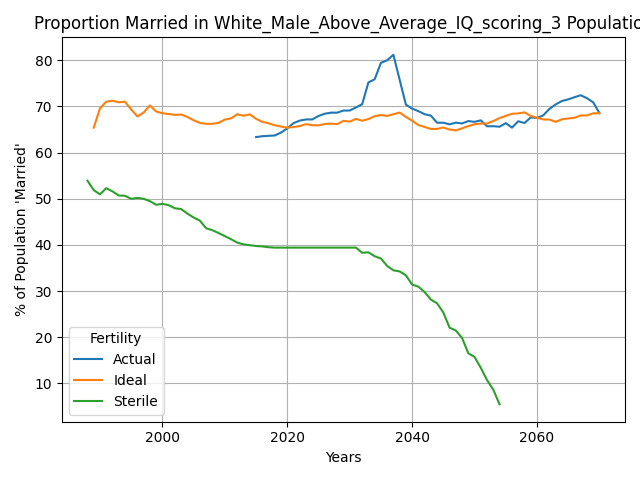 Proportion Married in White_Male_Above_Average_IQ_scoring_3 Populatio
80
70
60
50
40
30
20
10
% of Population 'Married'
Fertility
Actual
Ideal
Sterile
2000
2020
2040
2060
Years